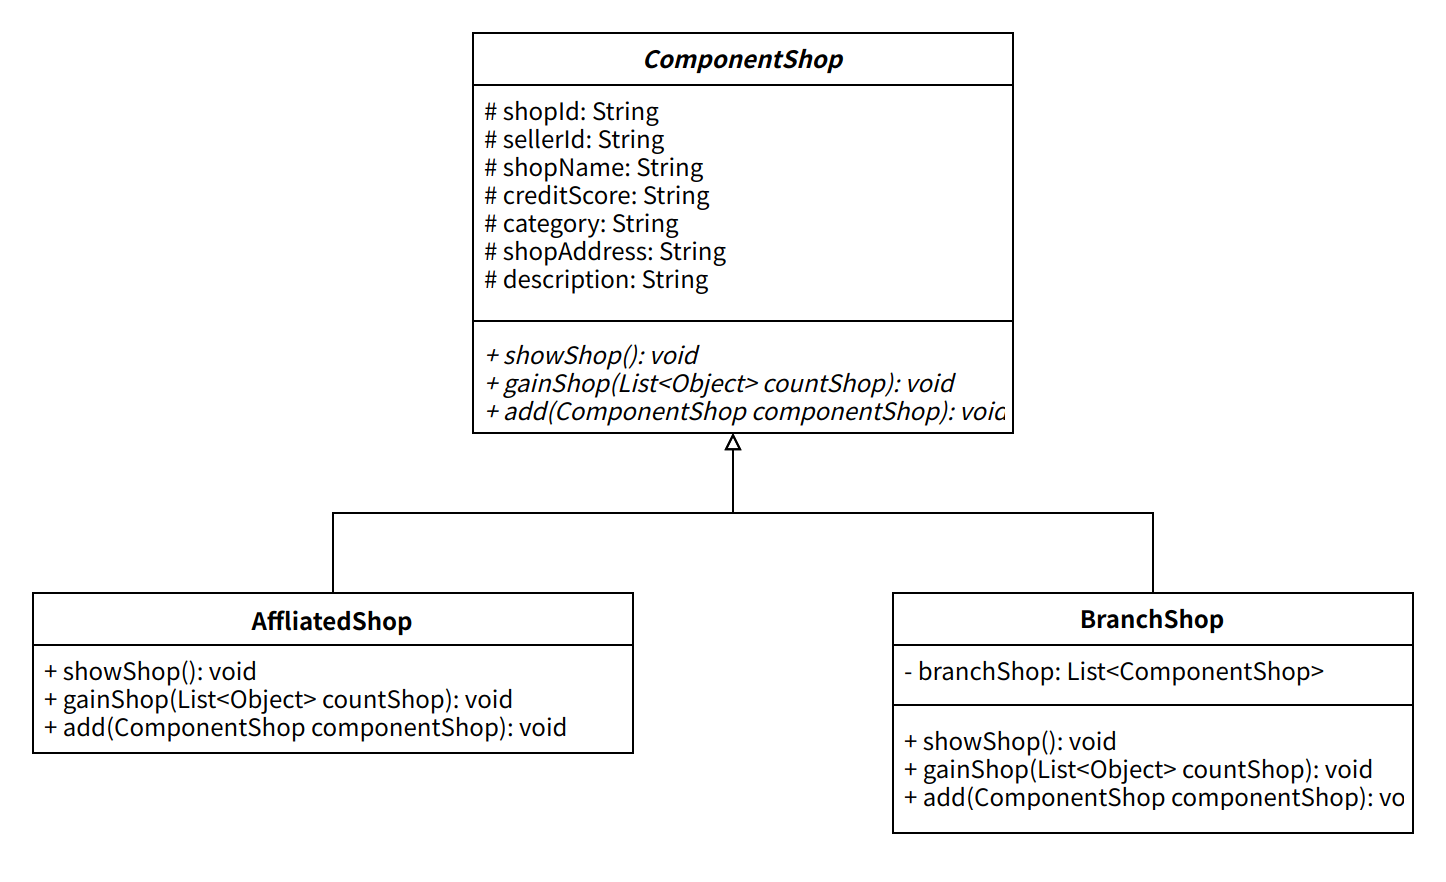 ComponentShop
# shopId: String
# sellerId: String
# shopName: String
# creditScore: String
# category: String
# shopAddress: String
# description: String
+ showShop(): void
+ gainShop(List<Object> countShop): void
+ add(ComponentShop componentShop): void
AffliatedShop
+ showShop(): void
+ gainShop(List<Object> countShop): void
+ add(ComponentShop componentShop): void
BranchShop
- branchShop: List<ComponentShop>
+ showShop(): void
+ gainShop(List<Object> countShop): void
+ add(ComponentShop componentShop): vo